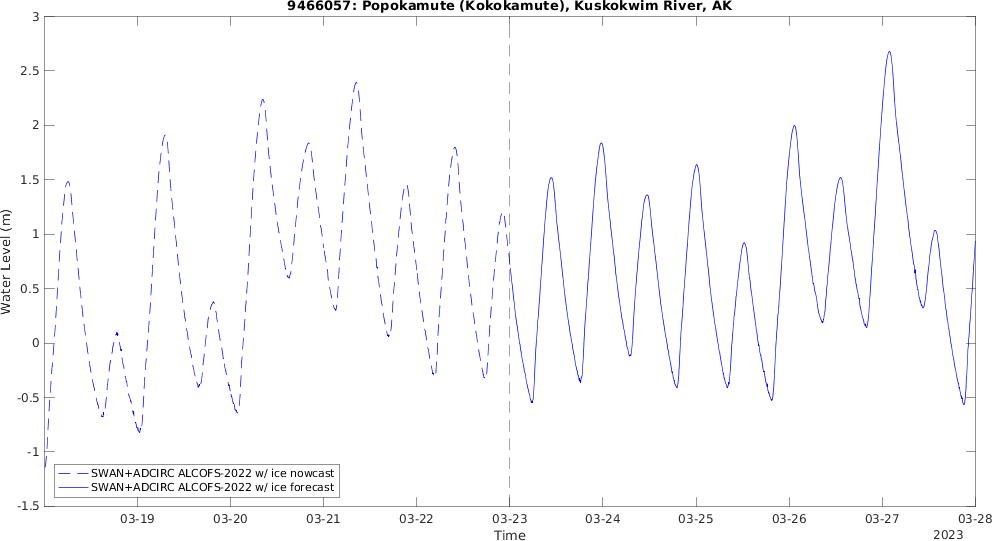 9466057: Popokamute (Kokokamute), Kuskokwim River, AK
3
2.5
2
1.5
1
0.5
0
-0.5
-1
-1.5
Water Level (m)
SWAN+ADCIRC ALCOFS-2022 w/ ice nowcast
SWAN+ADCIRC ALCOFS-2022 w/ ice forecast
03-19 03-20 03-21 03-22 03-23 03-24 03-25 03-26 03-27 03-28
Time
2023